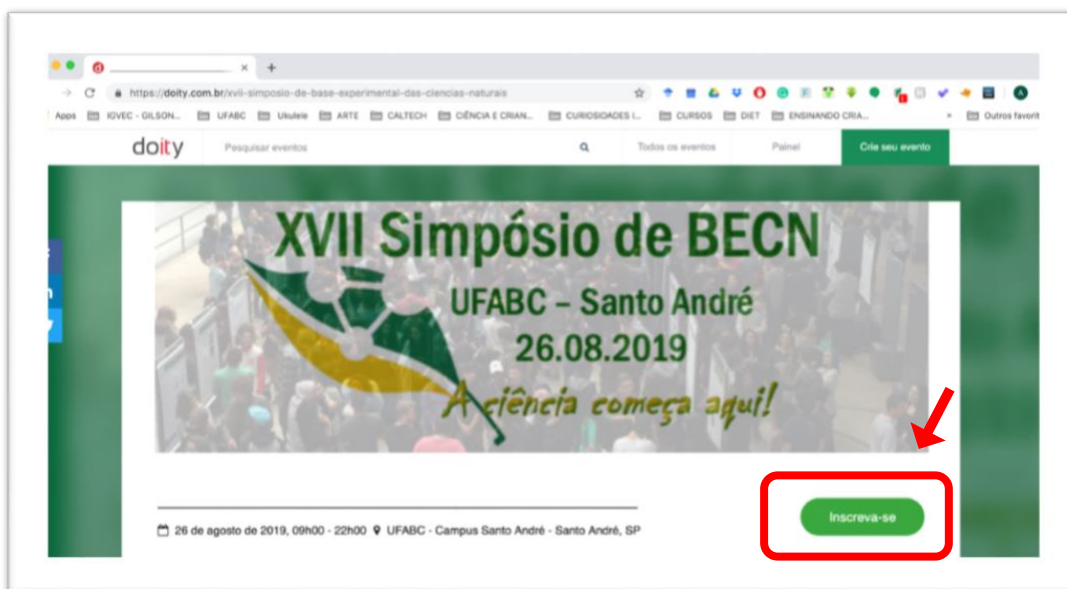 https://doity.com.br/xvii-simposio-de-base-experimental-das-ciencias-naturais
Apps IGVEC - GILSON... UFABC Ukulele ARTE CALTECH CIÊNCIA E CRIAN... CURIOSIDADES I... CURSOS DIET ENSINANDO CRIA... » Outros favorit
doity Pesquisar eventos Todos os eventos Painel Crie seu evento
XVII Simpósio de BECN
UFABC – Santo André
26.08.2019
A ciência começa aqui!
26 de agosto de 2019, 09h00 - 22h00 UFABC - Campus Santo André - Santo André, SP
Inscreva-se